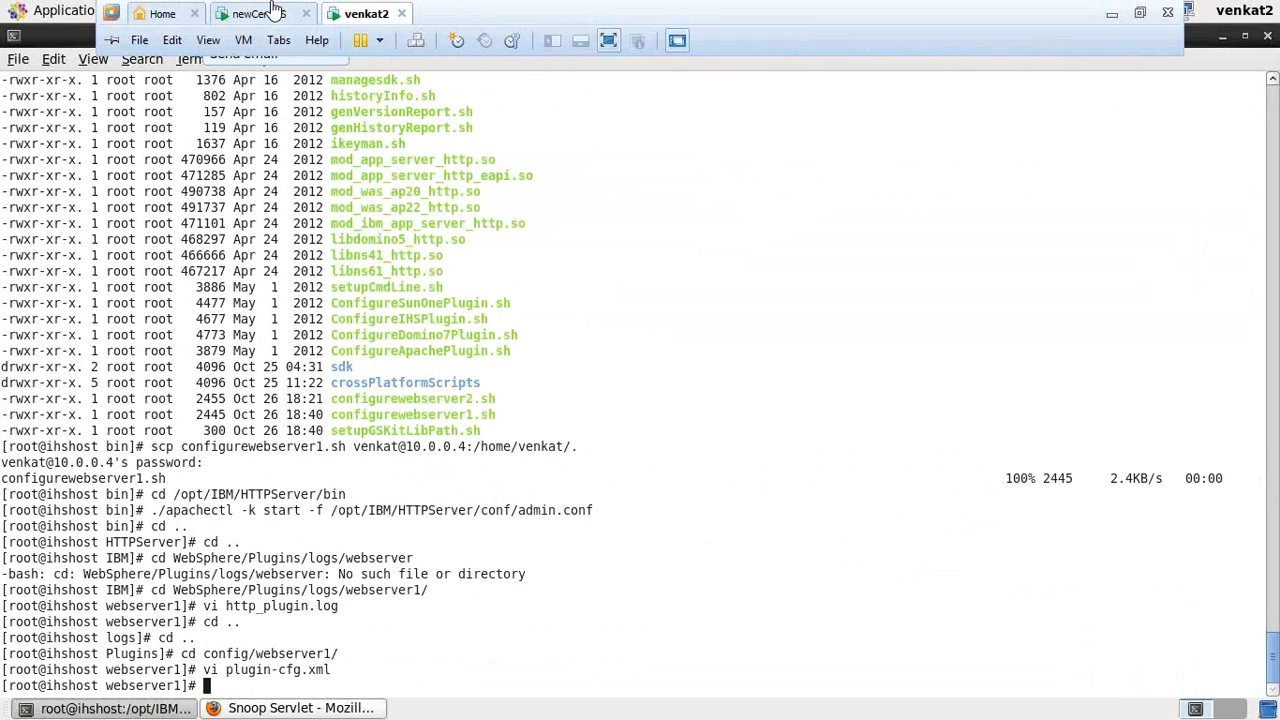 Applicatio
Home
newCe
S
venkat2
venkat2
File Edit View VM Tabs Help
File Edit View Search Term
-rwxr-xr-x. 1 root root 1376 Apr 16 2012 managesdk.sh
-rwxr-xr-x. 1 root root 802 Apr 16 2012 historyInfo.sh
-rwxr-xr-x. 1 root root 157 Apr 16 2012 genVersionReport.sh
-rwxr-xr-x. 1 root root 119 Apr 16 2012 genHistoryReport.sh
-rwxr-xr-x. 1 root root 1637 Apr 16 2012 ikeyman.sh
-rwxr-xr-x. 1 root root 470966 Apr 24 2012 mod_app_server_http.so
-rwxr-xr-x. 1 root root 471285 Apr 24 2012 mod_app_server_http_eapi.so
-rwxr-xr-x. 1 root root 490738 Apr 24 2012 mod_was_ap20_http.so
-rwxr-xr-x. 1 root root 491737 Apr 24 2012 mod_was_ap22_http.so
-rwxr-xr-x. 1 root root 471101 Apr 24 2012 mod_ibm_app_server_http.so
-rwxr-xr-x. 1 root root 468297 Apr 24 2012 libdomino5_http.so
-rwxr-xr-x. 1 root root 466666 Apr 24 2012 libns41_http.so
-rwxr-xr-x. 1 root root 467217 Apr 24 2012 libns61_http.so
-rwxr-xr-x. 1 root root 3886 May 1 2012 setupCmdLine.sh
-rwxr-xr-x. 1 root root 4477 May 1 2012 ConfigureSunOnePlugin.sh
-rwxr-xr-x. 1 root root 4677 May 1 2012 ConfigureIHSPlugin.sh
-rwxr-xr-x. 1 root root 4773 May 1 2012 ConfigureDomino7Plugin.sh
-rwxr-xr-x. 1 root root 3879 May 1 2012 ConfigureApachePlugin.sh
drwxr-xr-x. 2 root root 4096 Oct 25 04:31 sdk
drwxr-xr-x. 5 root root 4096 Oct 25 11:22 crossPlatformScripts
-rwxr-xr-x. 1 root root 2455 Oct 26 18:21 configurewebserver2.sh
-rwxr-xr-x. 1 root root 2445 Oct 26 18:40 configurewebserver1.sh
-rwxr-xr-x. 1 root root 300 Oct 26 18:40 setupGSKitLibPath.sh
[root@ihshost bin]# scp configurewebserver1.sh venkat@10.0.0.4:/home/venkat/.
venkat@10.0.0.4's password:
configurewebserver1.sh 100% 2445 2.4KB/s 00:00
[root@ihshost bin]# cd /opt/IBM/HTTPServer/bin
[root@ihshost bin]# ./apachectl -k start -f /opt/IBM/HTTPServer/conf/admin.conf
[root@ihshost bin]# cd ..
[root@ihshost HTTPServer]# cd ..
[root@ihshost IBM]# cd WebSphere/Plugins/logs/webserver
-bash: cd: WebSphere/Plugins/logs/webserver: No such file or directory
[root@ihshost IBM]# cd WebSphere/Plugins/logs/webserver1/
[root@ihshost webserver1]# vi http_plugin.log
[root@ihshost webserver1]# cd ..
[root@ihshost logs]# cd ..
[root@ihshost Plugins]# cd config/webserver1/
[root@ihshost webserver1]# vi plugin-cfg.xml
[root@ihshost webserver1]#
root@ihshost:/opt/IBM... Snoop Servlet - Mozill...